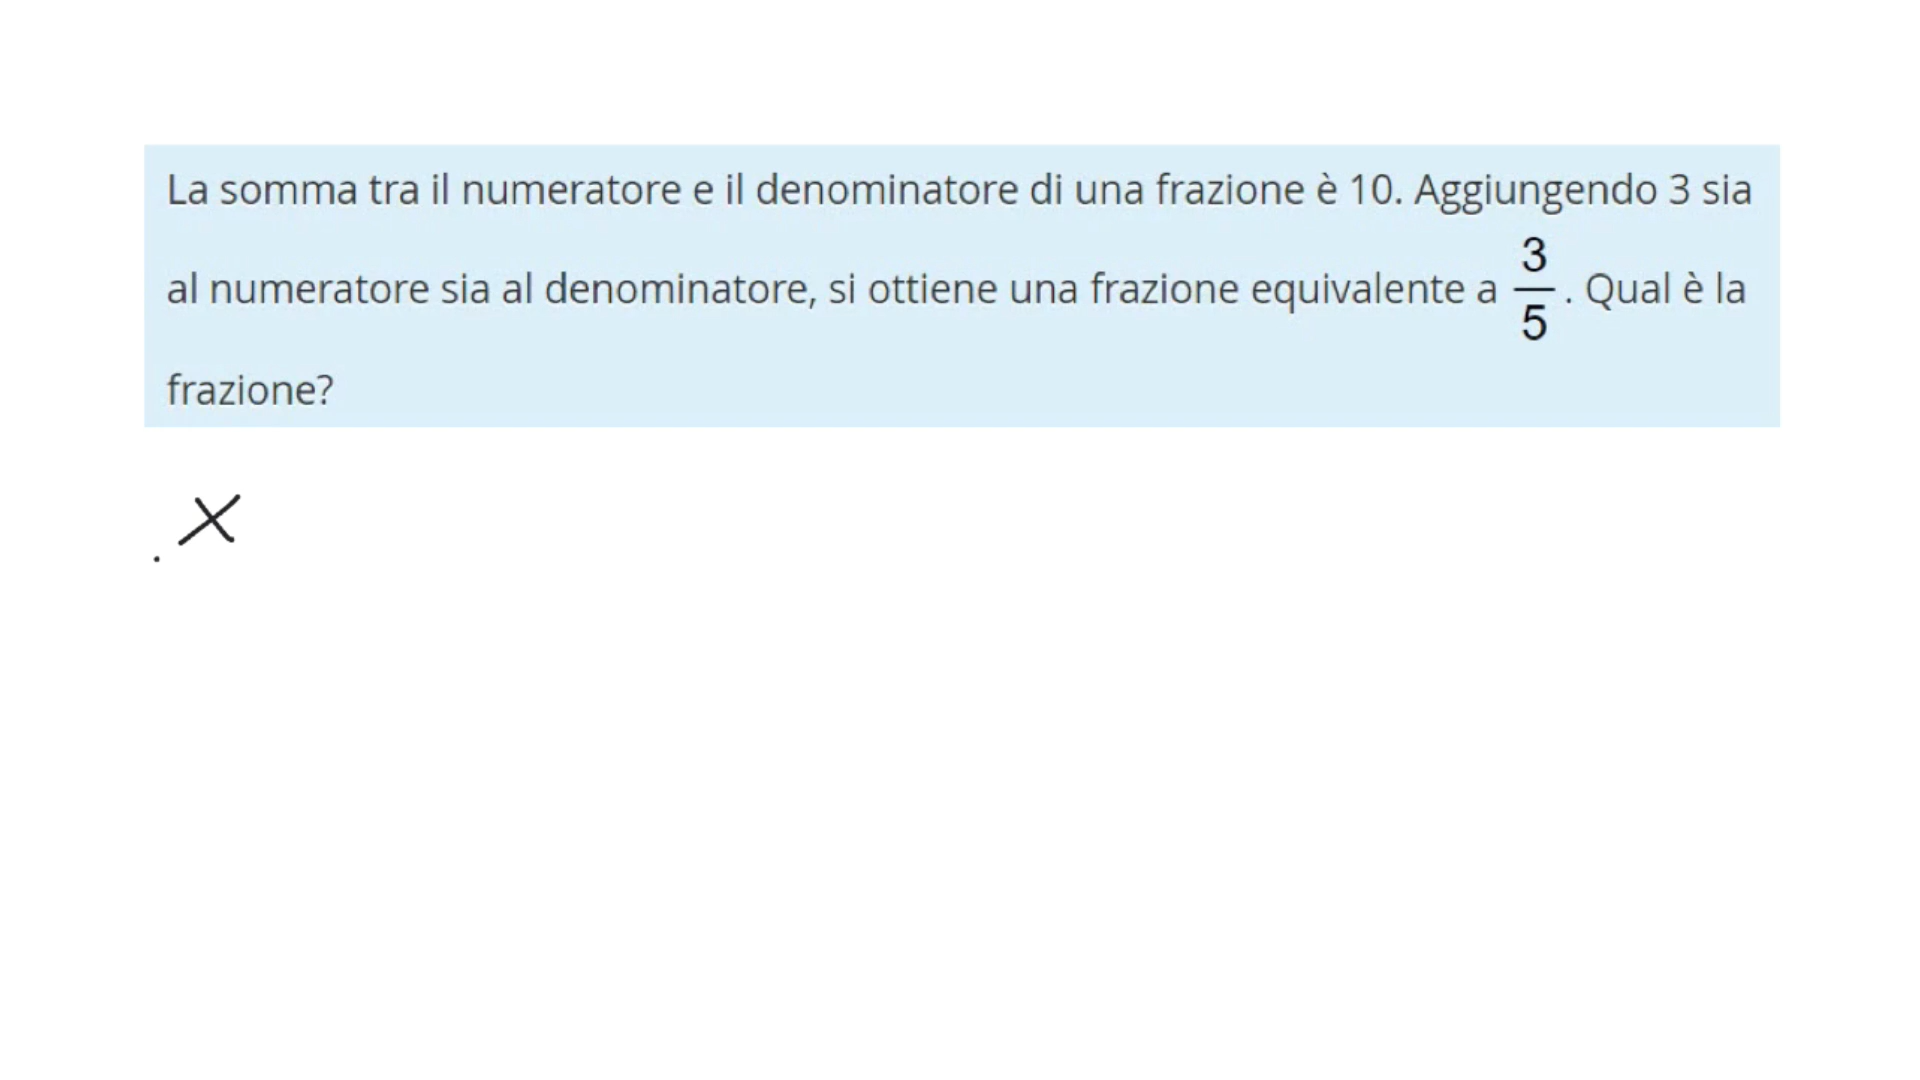 La somma tra il numeratore e il denominatore di una frazione è 10. Aggiungendo 3 sia
al numeratore sia al denominatore, si ottiene una frazione equivalente a 3/5. Qual è la
frazione?
. x